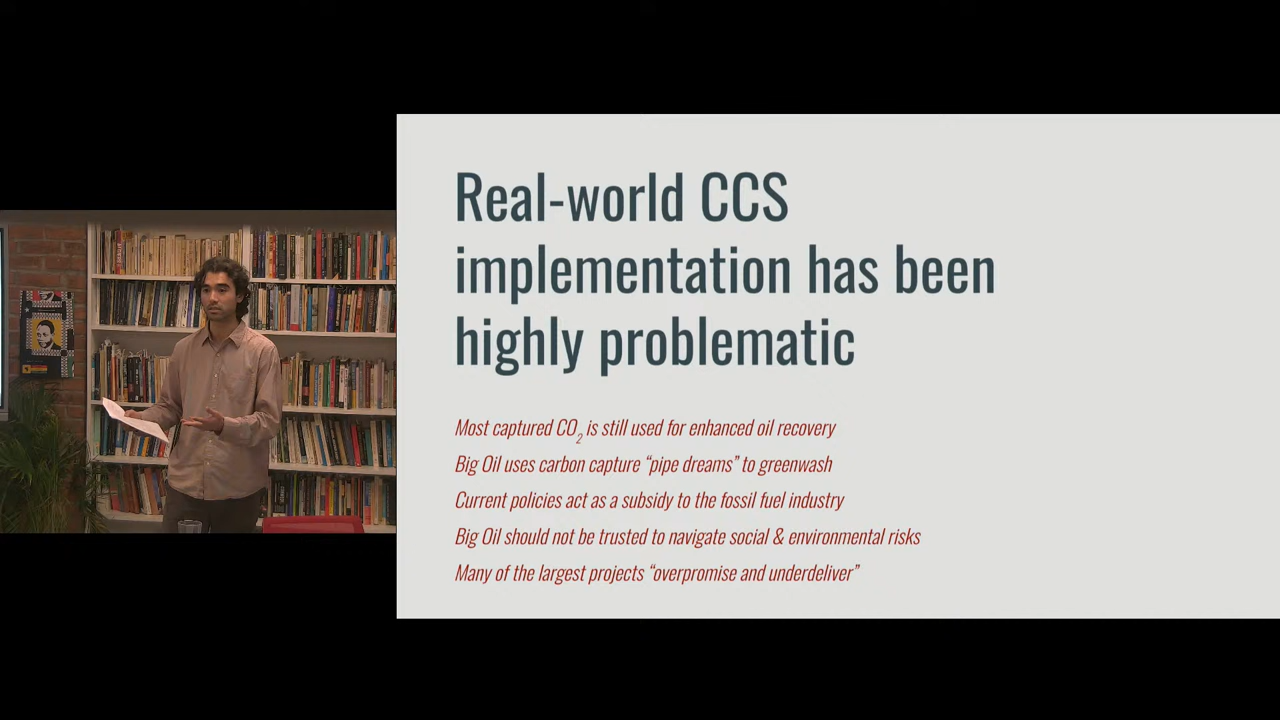 Real-world CCS
implementation has been
highly problematic
Most captured CO₂ is still used for enhanced oil recovery
Big Oil uses carbon capture “pipe dreams” to greenwash
Current policies act as a subsidy to the fossil fuel industry
Big Oil should not be trusted to navigate social & environmental risks
Many of the largest projects “overpromise and underdeliver”